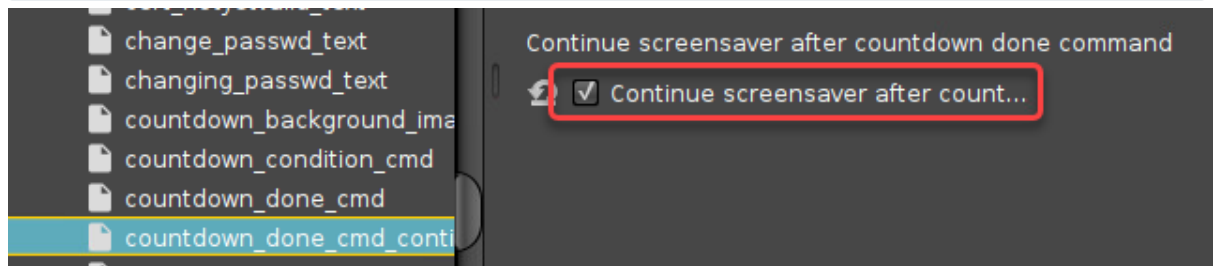 change_passwd_text
changing_passwd_text
countdown_background_ima
countdown_condition_cmd
countdown_done_cmd
countdown_done_cmd_conti
Continue screensaver after countdown done command
Continue screensaver after count...